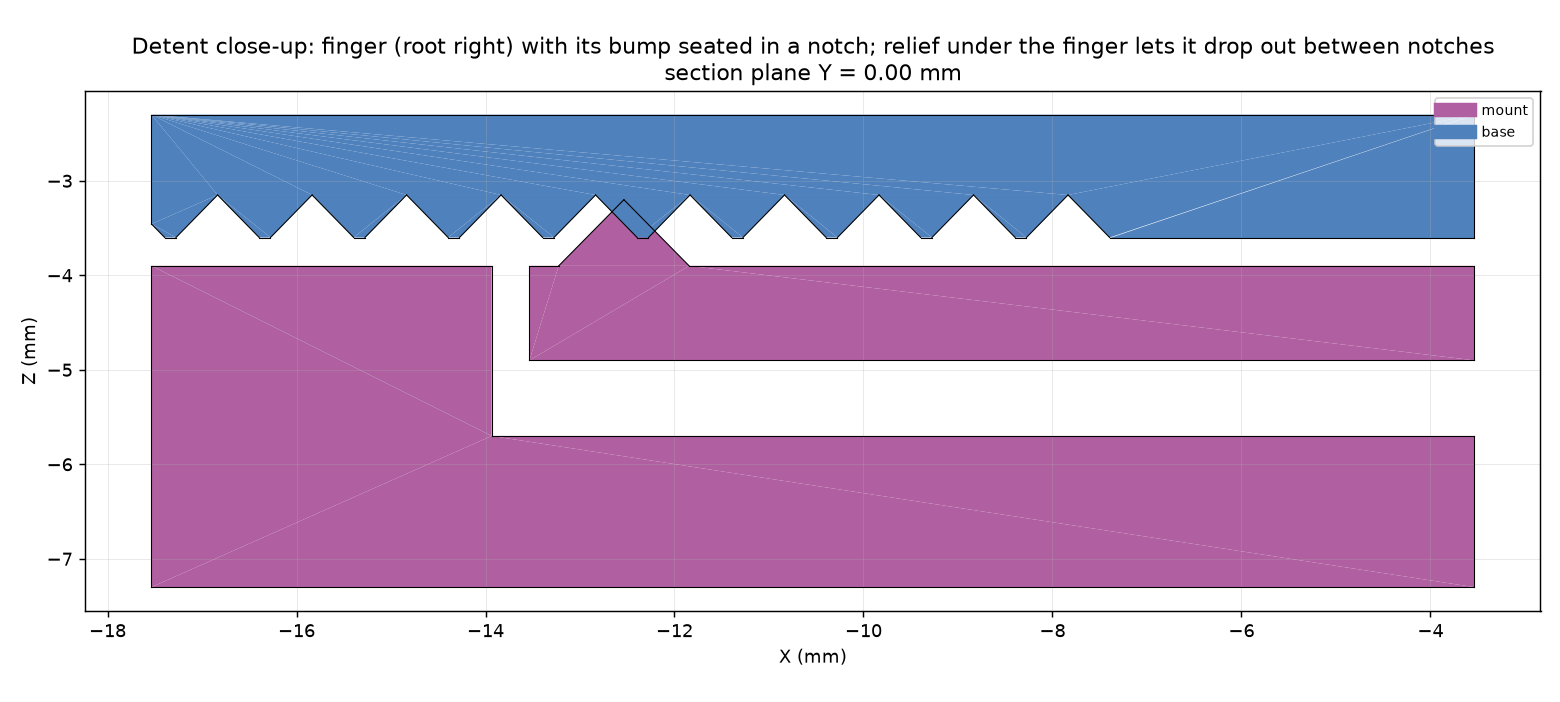 Detent close-up: finger (root right) with its bump seated in a notch; relief under the finger lets it drop out between notches
section plane Y = 0.00 mm
mount
base
Z (mm)
−3
−4
−5
−6
−7
−18
−16
−14
−12
−10
−8
−6
−4
X (mm)